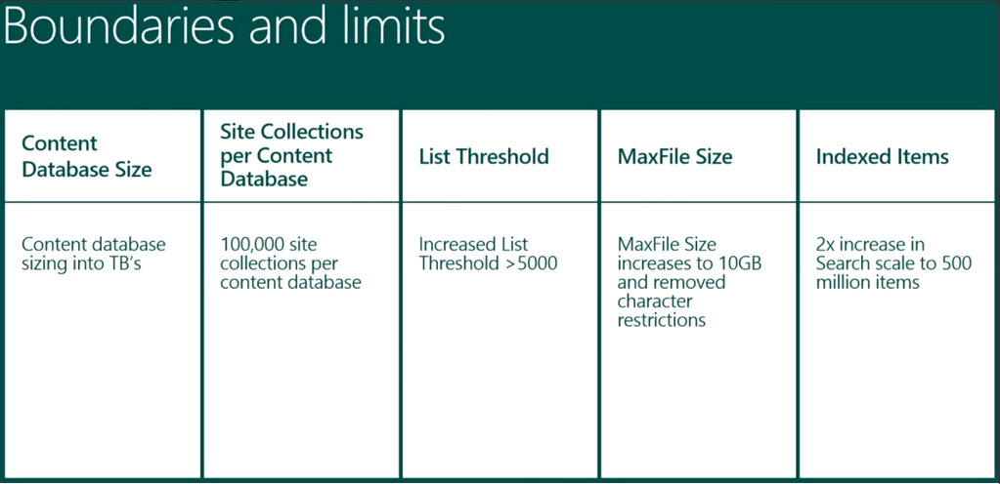 Boundaries and limits
Content
Database Size
Site Collections
per Content
Database
List Threshold
MaxFile Size
Indexed Items
Content database
sizing into TB's
100,000 site
collections per
content database
Increased List
Threshold >5000
MaxFile Size
increases to 10GB
and removed
character
restrictions
2x increase in
Search scale to 500
million items